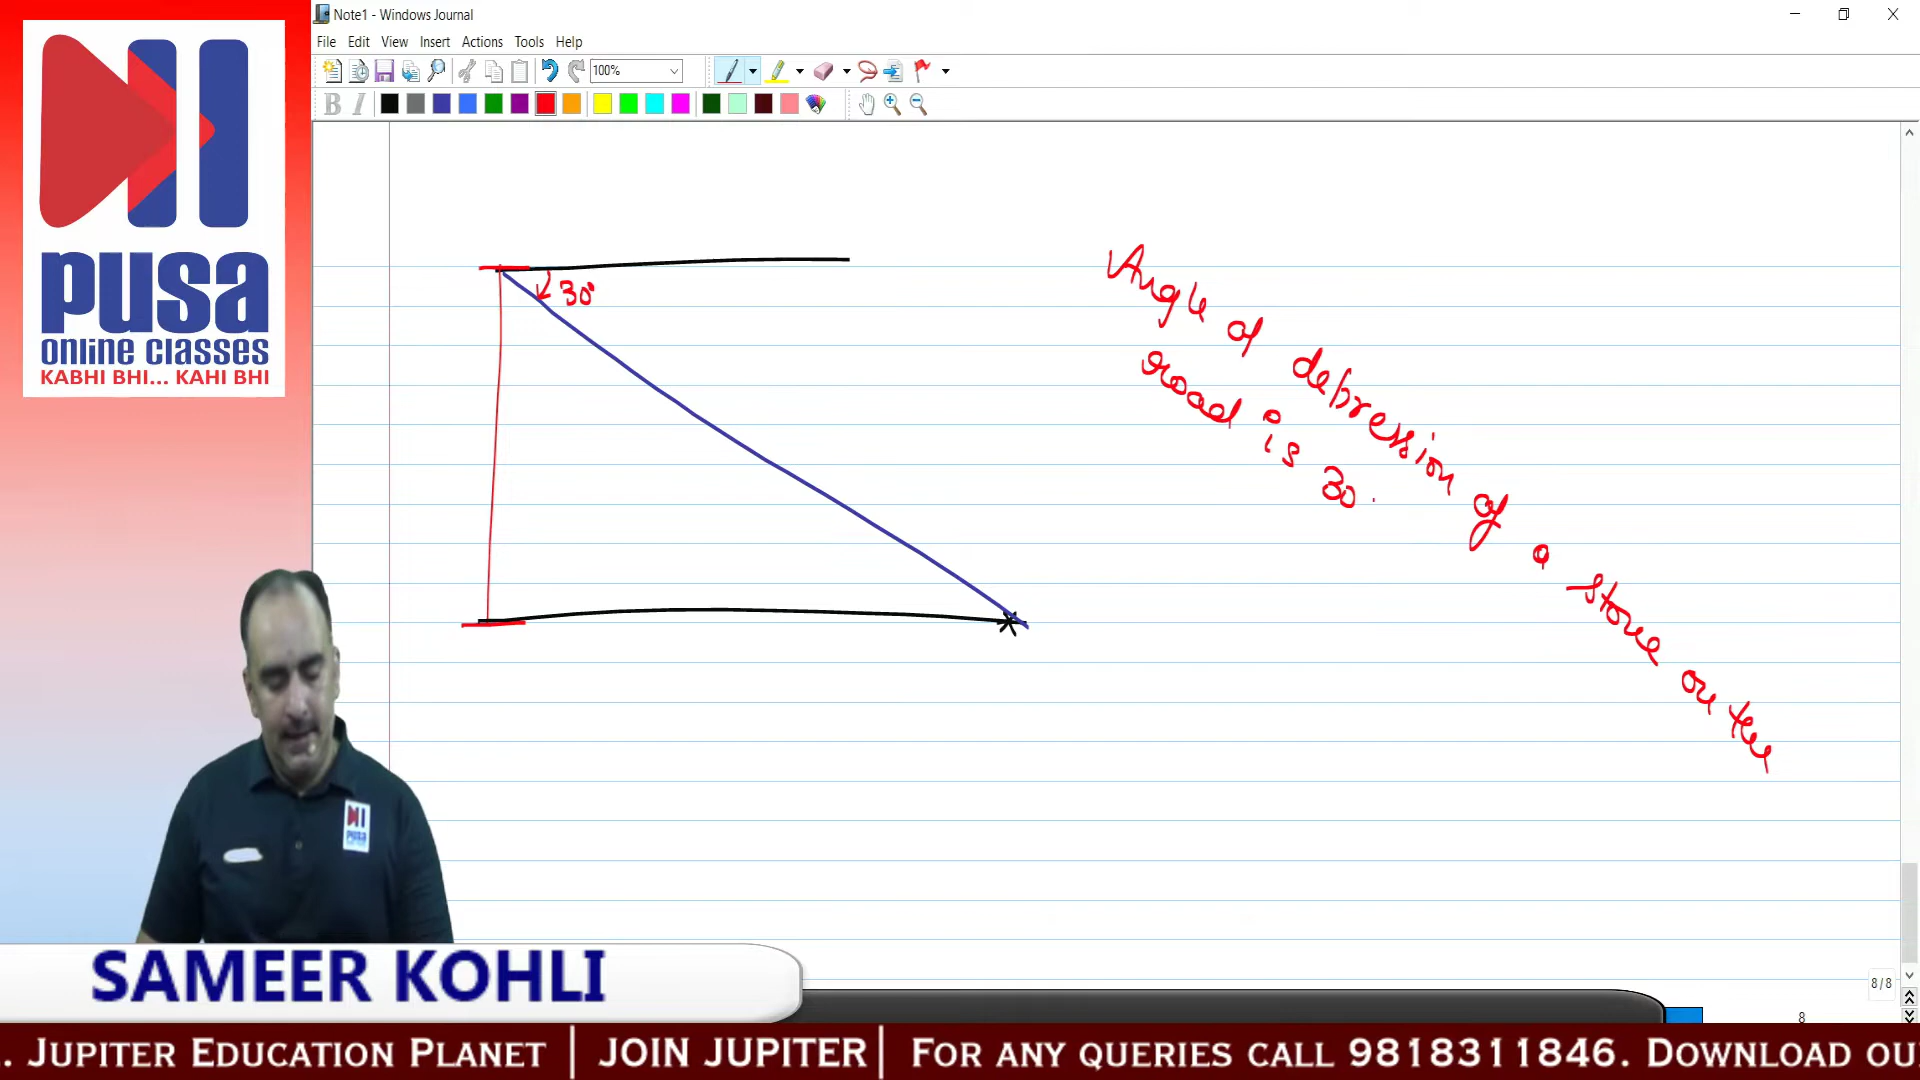 Note1 - Windows Journal
File Edit View Insert Actions Tools Help
100%
B I
pusa
online classes
KABHI BHI... KAHI BHI
30°
Angle of depression of a stone on the
road is 30.
pusa
SAMEER KOHLI
8/8
8
. JUPITER EDUCATION PLANET | JOIN JUPITER | FOR ANY QUERIES CALL 9818311846. DOWNLOAD OU